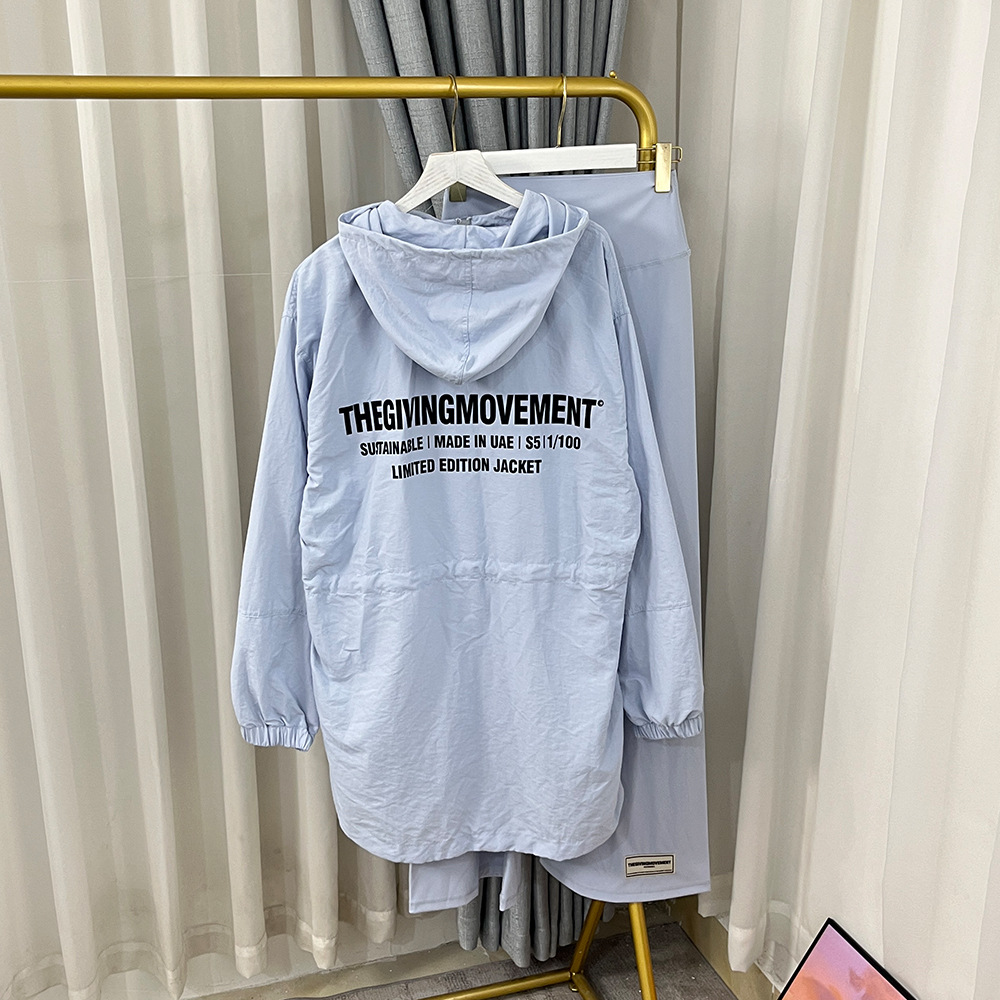 THEGIVINGMOVEMENT©
SUSTAINABLE | MADE IN UAE | S5 | 1/100
LIMITED EDITION JACKET
THEGIVINGMOVEMENT